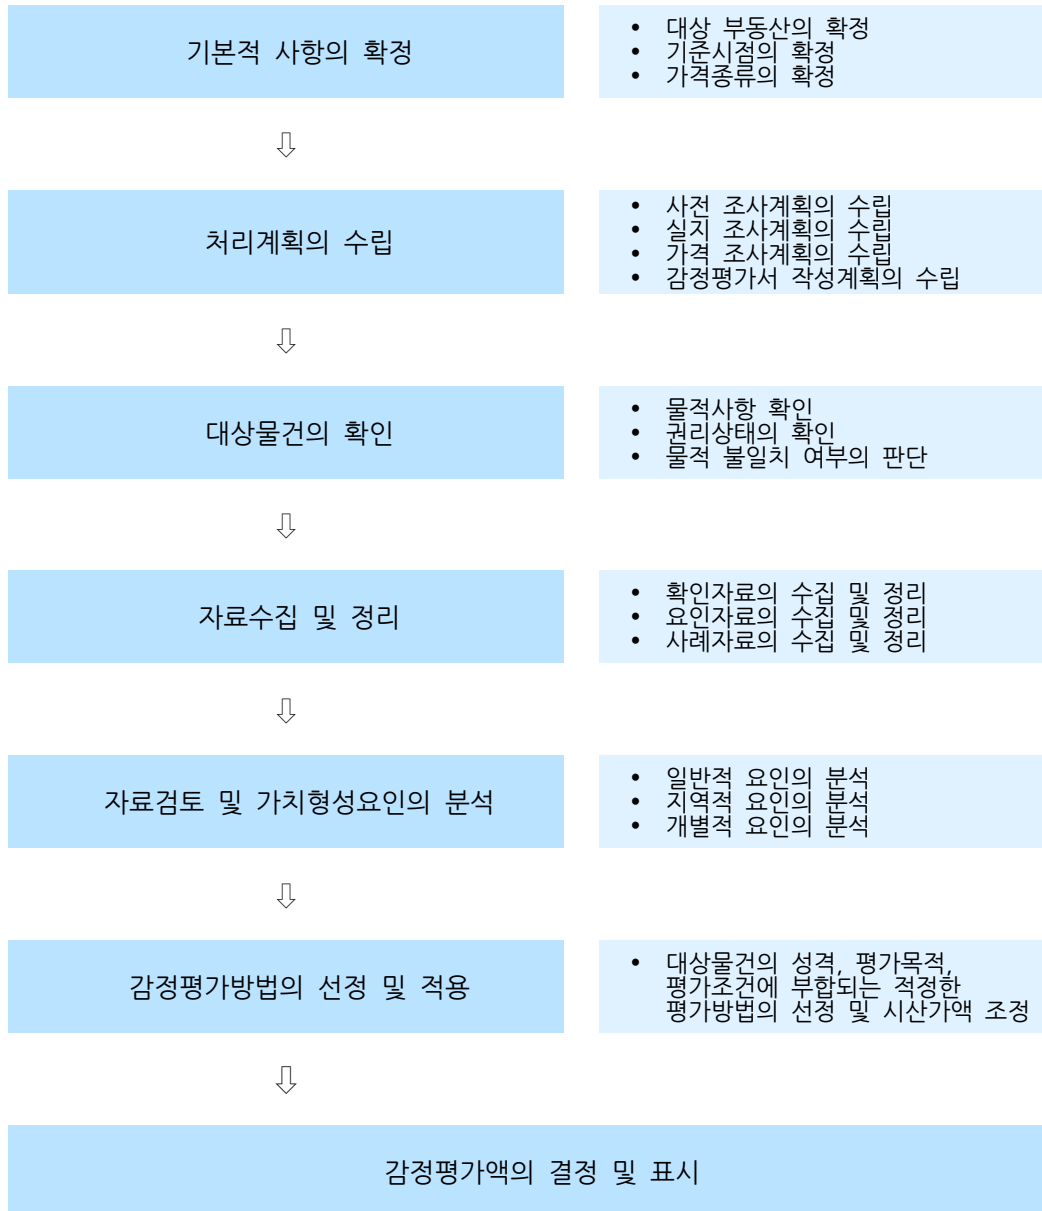 기본적 사항의 확정
• 대상 부동산의 확정
• 기준시점의 확정
• 가격종류의 확정
⇩
처리계획의 수립
• 사전 조사계획의 수립
• 실지 조사계획의 수립
• 가격 조사계획의 수립
• 감정평가서 작성계획의 수립
⇩
대상물건의 확인
• 물적사항 확인
• 권리상태의 확인
• 물적 불일치 여부의 판단
⇩
자료수집 및 정리
• 확인자료의 수집 및 정리
• 요인자료의 수집 및 정리
• 사례자료의 수집 및 정리
⇩
자료검토 및 가치형성요인의 분석
• 일반적 요인의 분석
• 지역적 요인의 분석
• 개별적 요인의 분석
⇩
감정평가방법의 선정 및 적용
• 대상물건의 성격, 평가목적,
평가조건에 부합되는 적정한
평가방법의 선정 및 시산가액 조정
⇩
감정평가액의 결정 및 표시